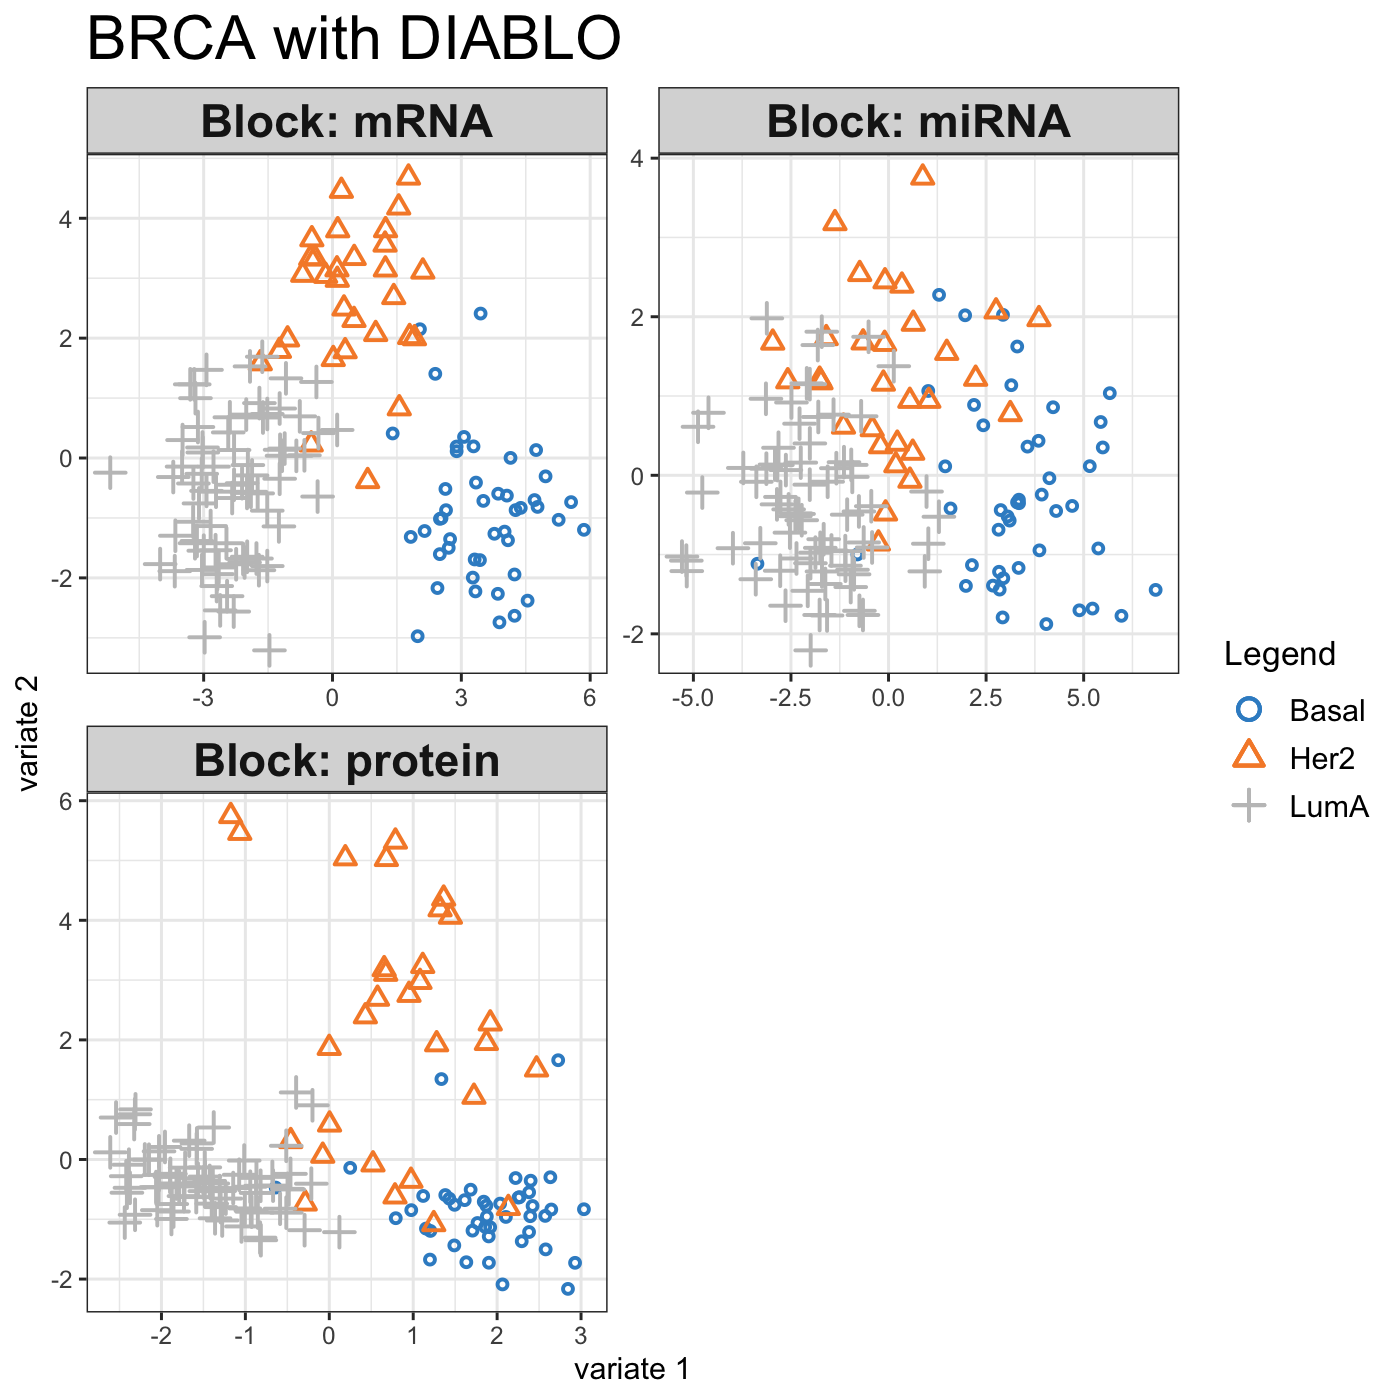 BRCA with DIABLO
Block: mRNA
Block: miRNA
4
2
0
-2
-3 0 3 6
4
2
0
-2
-5.0 -2.5 0.0 2.5 5.0
Legend
Basal
Her2
LumA
variate 2
Block: protein
6
4
2
0
-2
-2 -1 0 1 2 3
variate 1